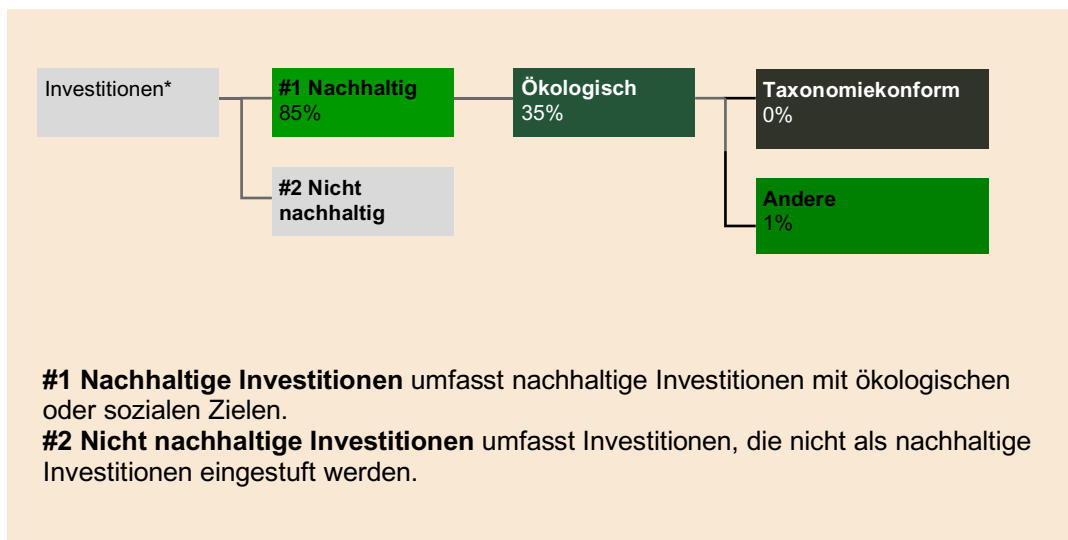 Investitionen*
#1 Nachhaltig
85%
Ökologisch
35%
Taxonomiekonform
0%
#2 Nicht
nachhaltig
Andere
1%
#1 Nachhaltige Investitionen umfasst nachhaltige Investitionen mit ökologischen
oder sozialen Zielen.
#2 Nicht nachhaltige Investitionen umfasst Investitionen, die nicht als nachhaltige
Investitionen eingestuft werden.